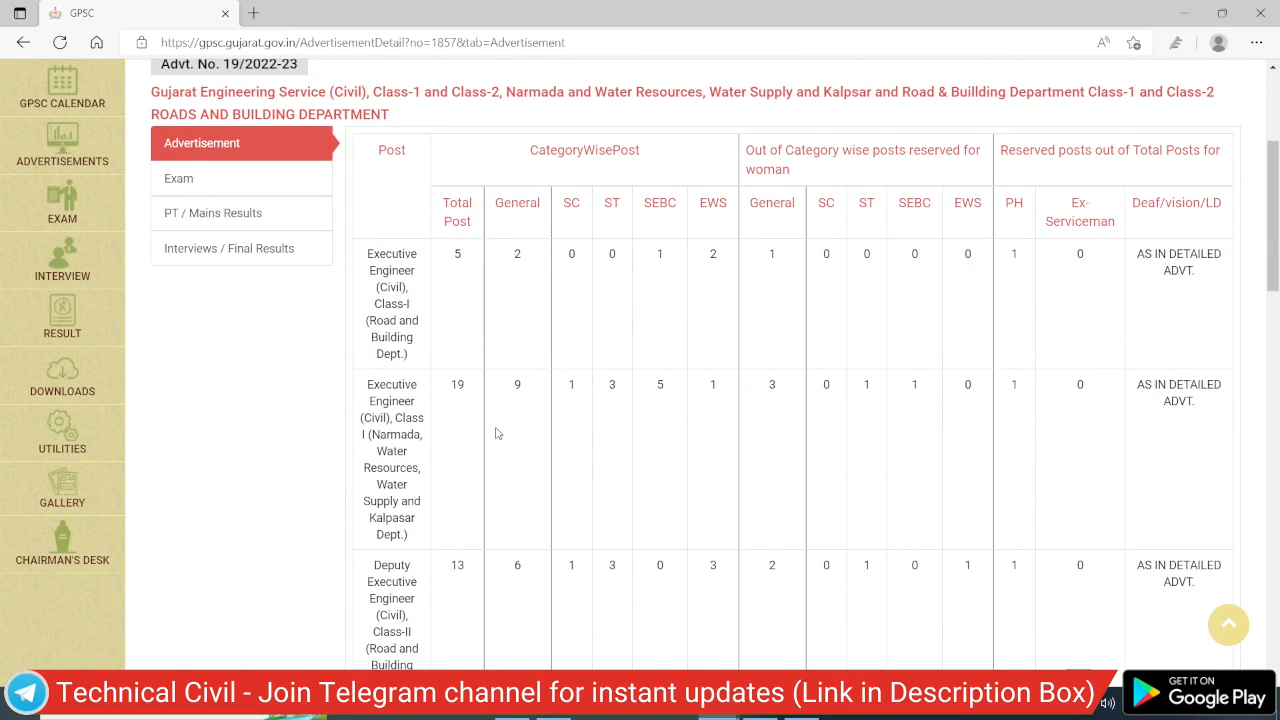 GPSC
https://gpsc.gujarat.gov.in/AdvertisementDetail?no=1857&tab=Advertisement
GPSC CALENDAR
ADVERTISEMENTS
EXAM
INTERVIEW
RESULT
DOWNLOADS
UTILITIES
GALLERY
CHAIRMAN'S DESK
Advt. No. 19/2022-23
Gujarat Engineering Service (Civil), Class-1 and Class-2, Narmada and Water Resources, Water Supply and Kalpsar and Road & Buillding Department Class-1 and Class-2
ROADS AND BUILDING DEPARTMENT
Advertisement
Exam
PT / Mains Results
Interviews / Final Results
Post CategoryWisePost Out of Category wise posts reserved for Reserved posts out of Total Posts for
woman
Total General SC ST SEBC EWS General SC ST SEBC EWS PH Ex- Deaf/vision/LD
Post Serviceman
Executive 5 2 0 0 1 2 1 0 0 0 0 1 0 AS IN DETAILED
Engineer ADVT.
(Civil),
Class-I
(Road and
Building
Dept.)
Executive 19 9 1 3 5 1 3 0 1 1 0 1 0 AS IN DETAILED
Engineer ADVT.
(Civil), Class
I (Narmada,
Water
Resources,
Water
Supply and
Kalpasar
Dept.)
Deputy 13 6 1 3 0 3 2 0 1 0 1 1 0 AS IN DETAILED
Executive ADVT.
Engineer
(Civil),
Class-II
(Road and
Building
Technical Civil - Join Telegram channel for instant updates (Link in Description Box)
GET IT ON
Google Play